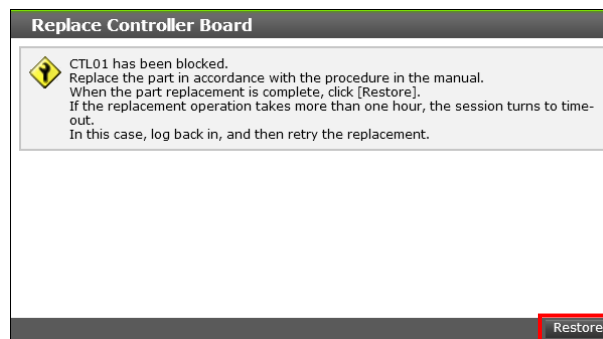 Replace Controller Board
CTL01 has been blocked.
Replace the part in accordance with the procedure in the manual.
When the part replacement is complete, click [Restore].
If the replacement operation takes more than one hour, the session turns to time-
out.
In this case, log back in, and then retry the replacement.
Restore